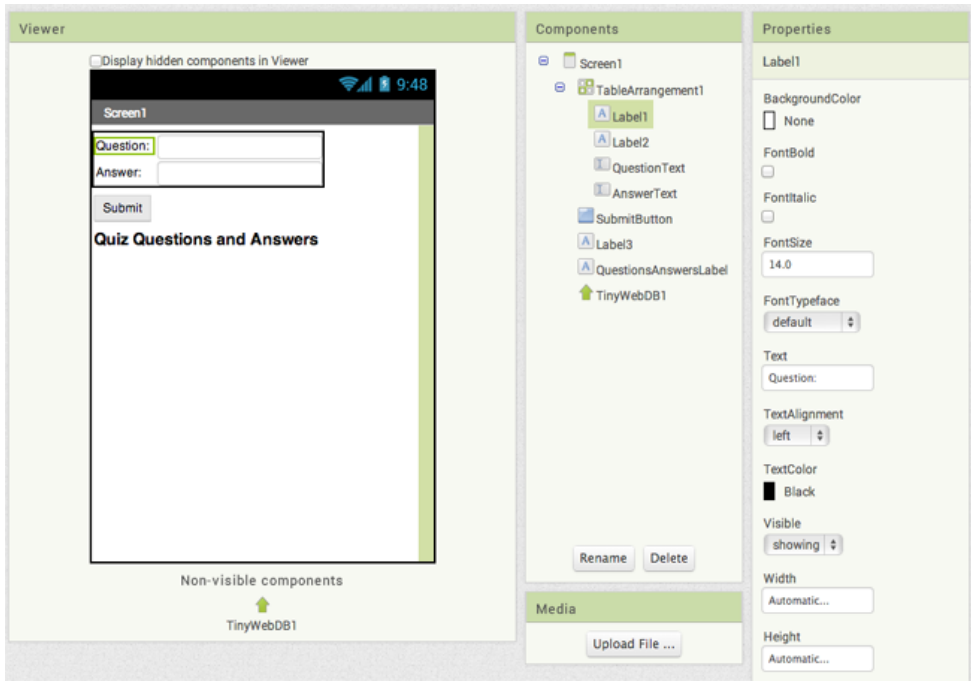 Viewer
Display hidden components in Viewer
9:48
Screen1
Question:
Answer:
Submit
Quiz Questions and Answers
Non-visible components
TinyWebDB1
Components
Screen1
TableArrangement1
A Label1
A Label2
QuestionText
AnswerText
SubmitButton
A Label3
A QuestionsAnswersLabel
TinyWebDB1
Rename Delete
Media
Upload File ...
Properties
Label1
BackgroundColor
None
FontBold
FontItalic
FontSize
14.0
FontTypeface
default
Text
Question:
TextAlignment
left
TextColor
Black
Visible
showing
Width
Automatic...
Height
Automatic...